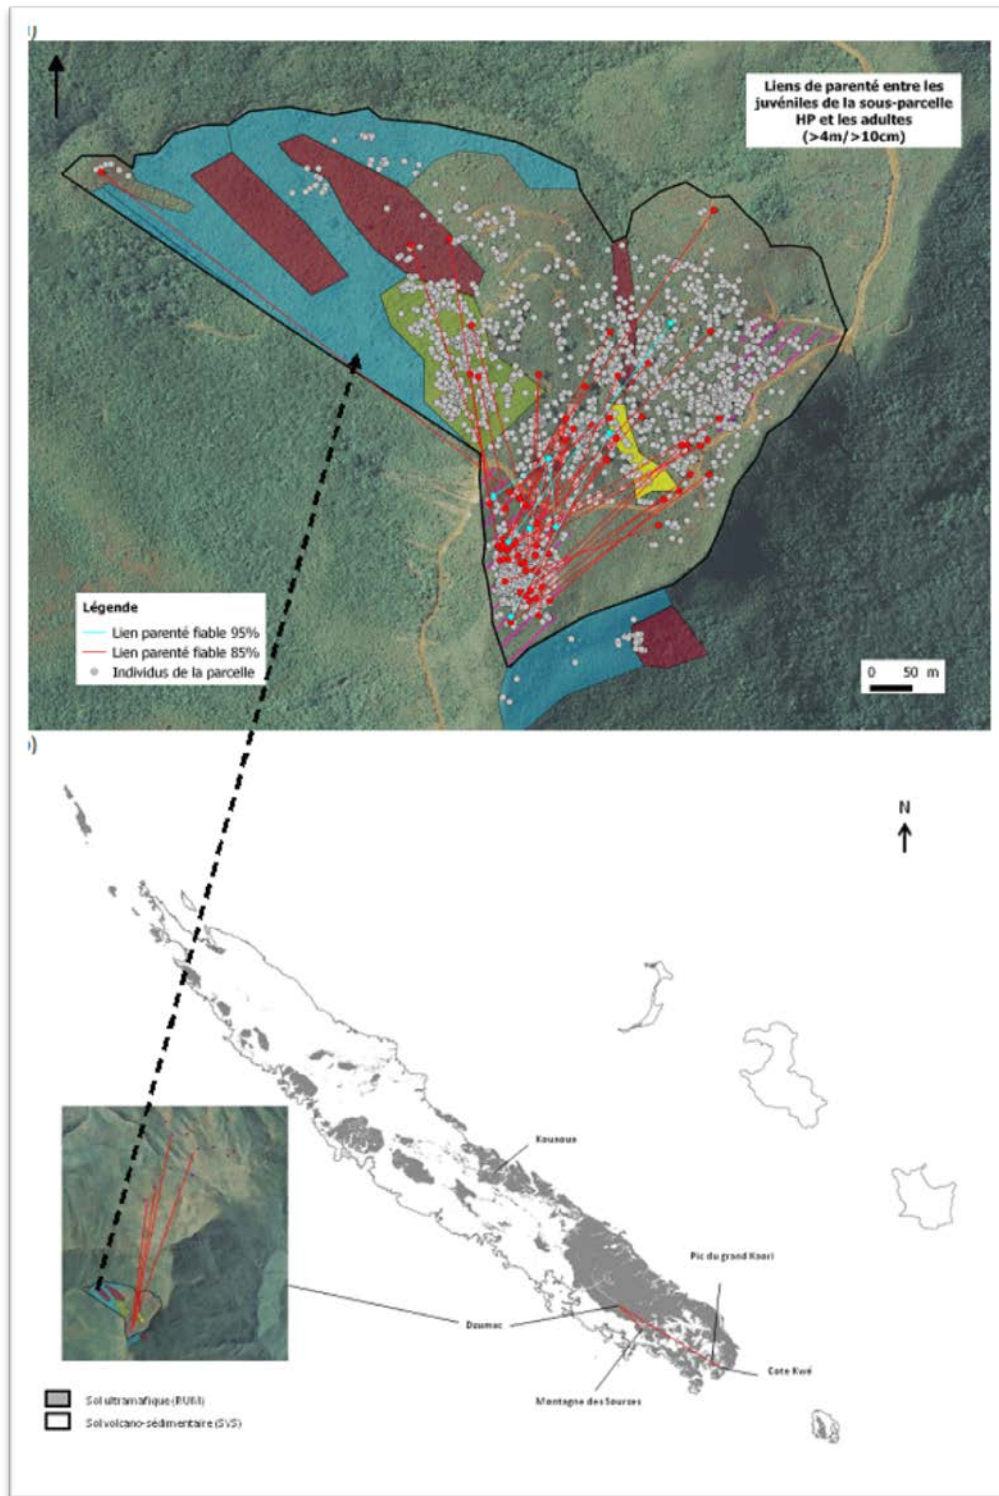 Liens de parenté entre les
juvéniles de la sous-parcelle
HP et les adultes
(>4m/>10cm)
Légende
Lien parenté fiable 95%
Lien parenté fiable 85%
Individus de la parcelle
0 50 m
N
Pic du grand Kaori
Dzumac
Cote Kwé
Montagne des Sources
Sol ultramafique (RUM)
Sol volcano-sédimentaire (SVS)